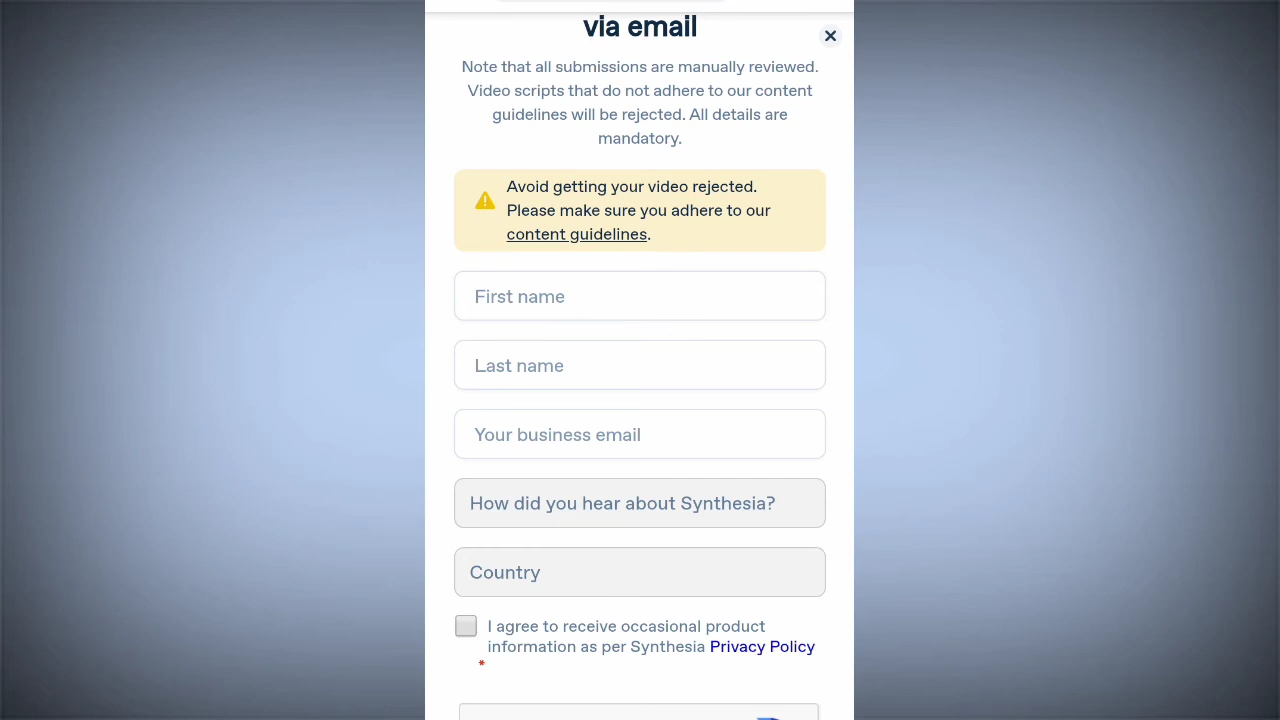 via email
Note that all submissions are manually reviewed.
Video scripts that do not adhere to our content
guidelines will be rejected. All details are
mandatory.
Avoid getting your video rejected.
Please make sure you adhere to our
content guidelines.
First name
Last name
Your business email
How did you hear about Synthesia?
Country
I agree to receive occasional product
information as per Synthesia Privacy Policy
*